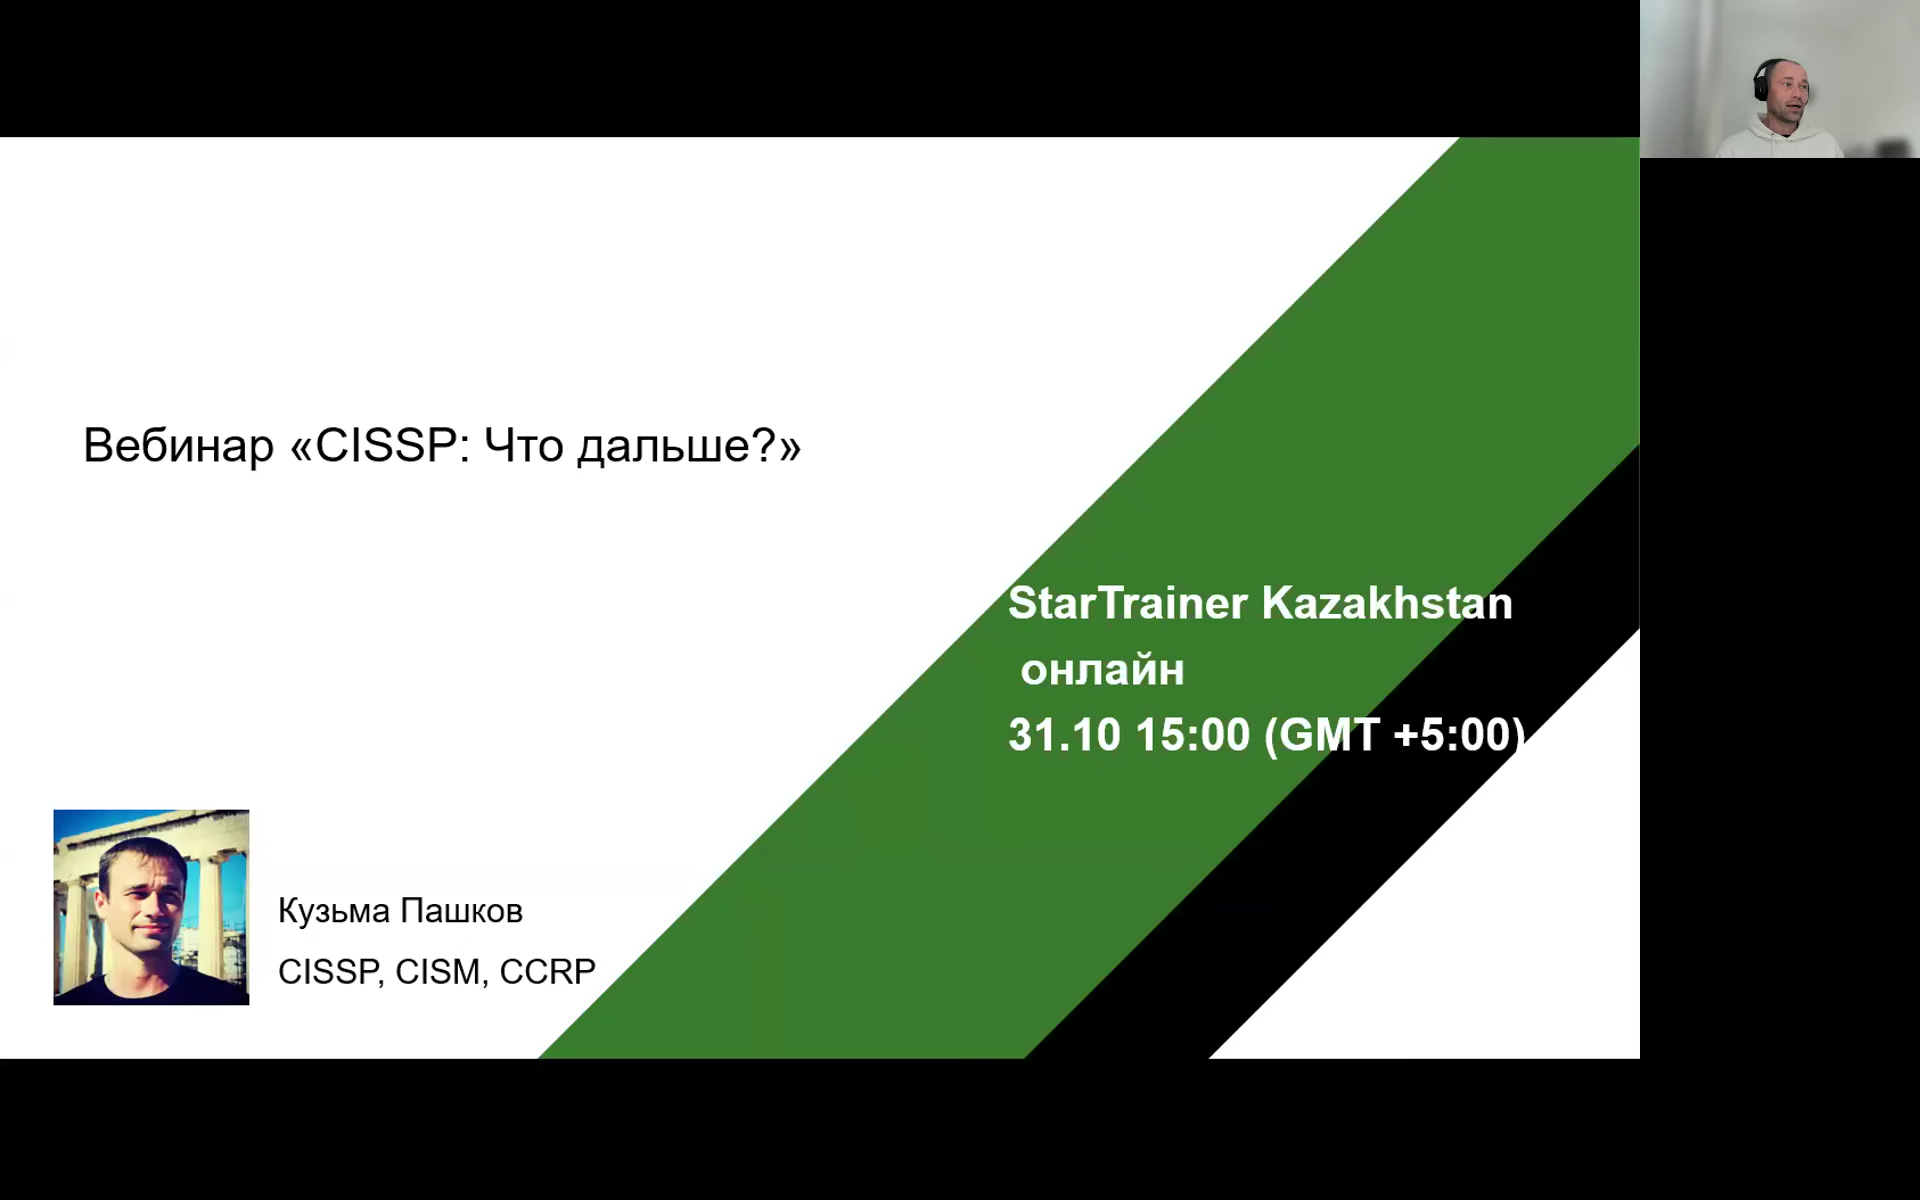 Вебинар «CISSP: Что дальше?»
StarTrainer Kazakhstan
онлайн
31.10 15:00 (GMT +5:00)
Кузьма Пашков
CISSP, CISM, CCRP